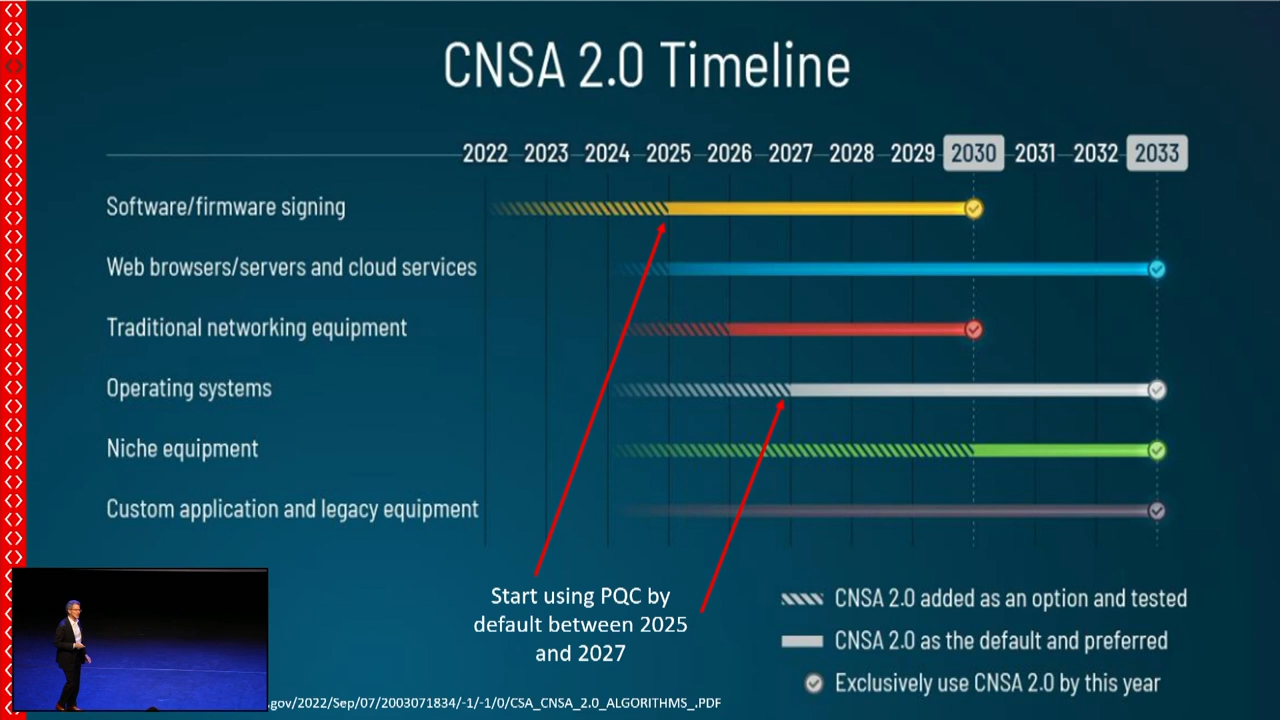 CNSA 2.0 Timeline
2022 2023 2024 2025 2026 2027 2028 2029 2030 2031 2032 2033
Software/firmware signing
Web browsers/servers and cloud services
Traditional networking equipment
Operating systems
Niche equipment
Custom application and legacy equipment
Start using PQC by
default between 2025
and 2027
CNSA 2.0 added as an option and tested
CNSA 2.0 as the default and preferred
Exclusively use CNSA 2.0 by this year
.gov/2022/Sep/07/2003071834/-1/-1/0/CSA_CNSA_2.0_ALGORITHMS_.PDF